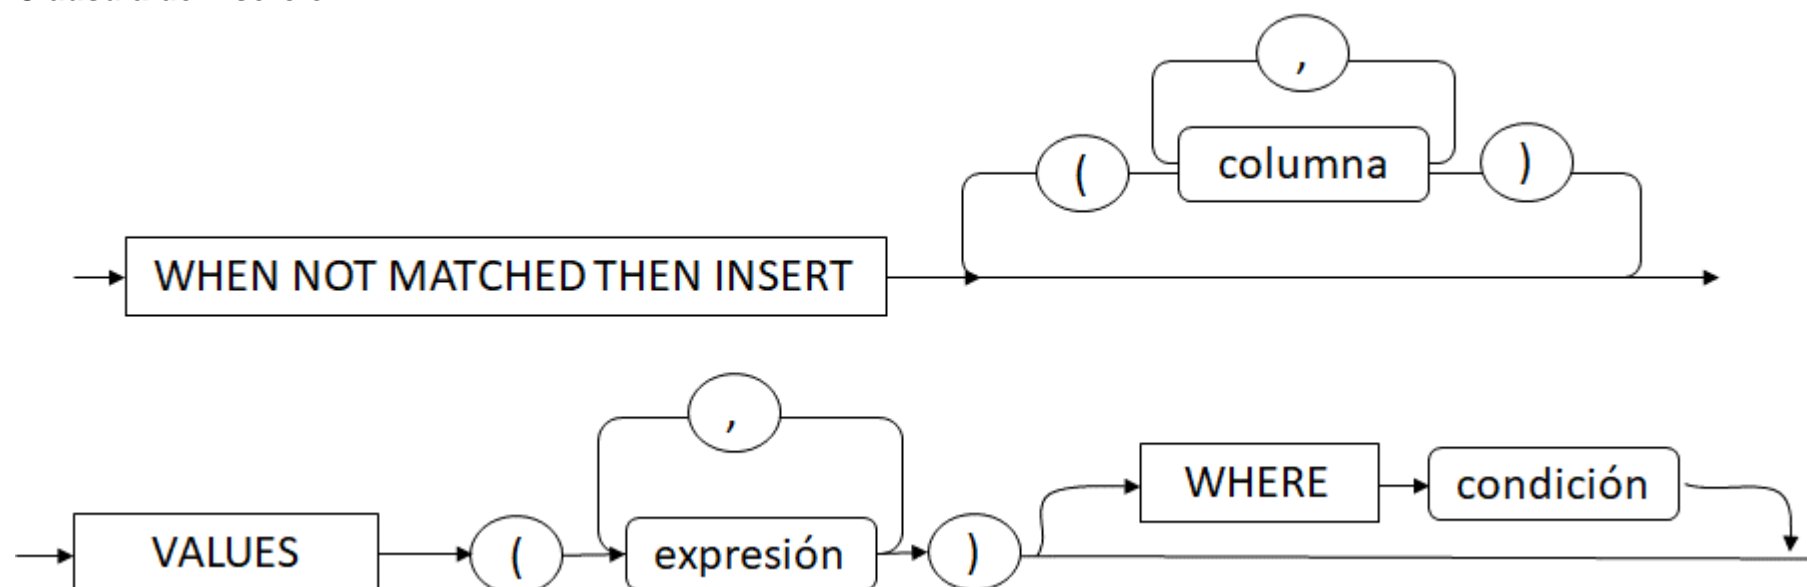 ,
( columna )
WHEN NOT MATCHED THEN INSERT
,
WHERE condición
VALUES ( expresión )